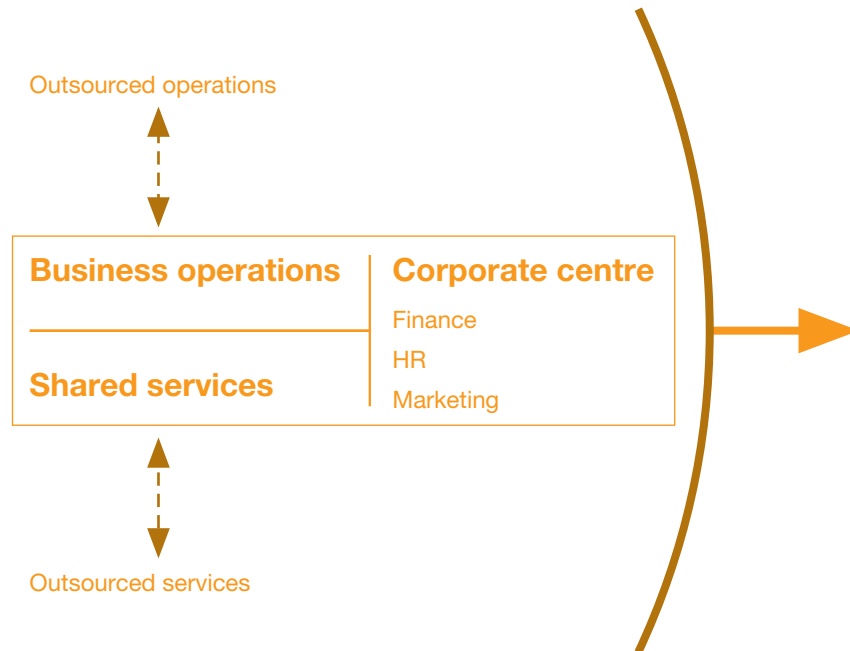 Outsourced operations
Business operations
Shared services
Corporate centre
Finance
HR
Marketing
Outsourced services